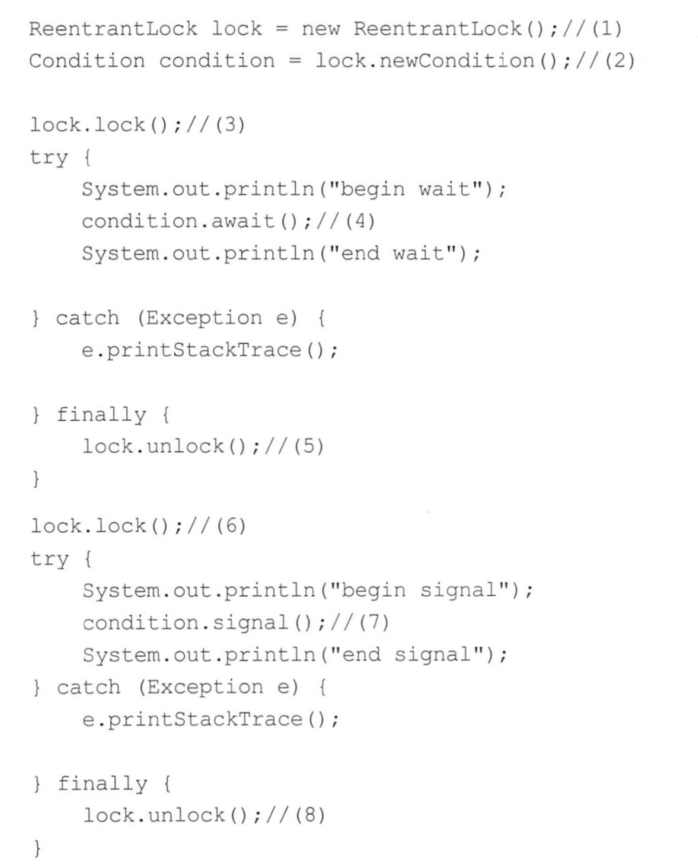 ReentrantLock lock = new ReentrantLock();//(1)
Condition condition = lock.newCondition();//(2)
lock.lock();//(3)
try {
    System.out.println("begin wait");
    condition.await();//(4)
    System.out.println("end wait");
} catch (Exception e) {
    e.printStackTrace();
} finally {
    lock.unlock();//(5)
}
lock.lock();//(6)
try {
    System.out.println("begin signal");
    condition.signal();//(7)
    System.out.println("end signal");
} catch (Exception e) {
    e.printStackTrace();
} finally {
    lock.unlock();//(8)
}